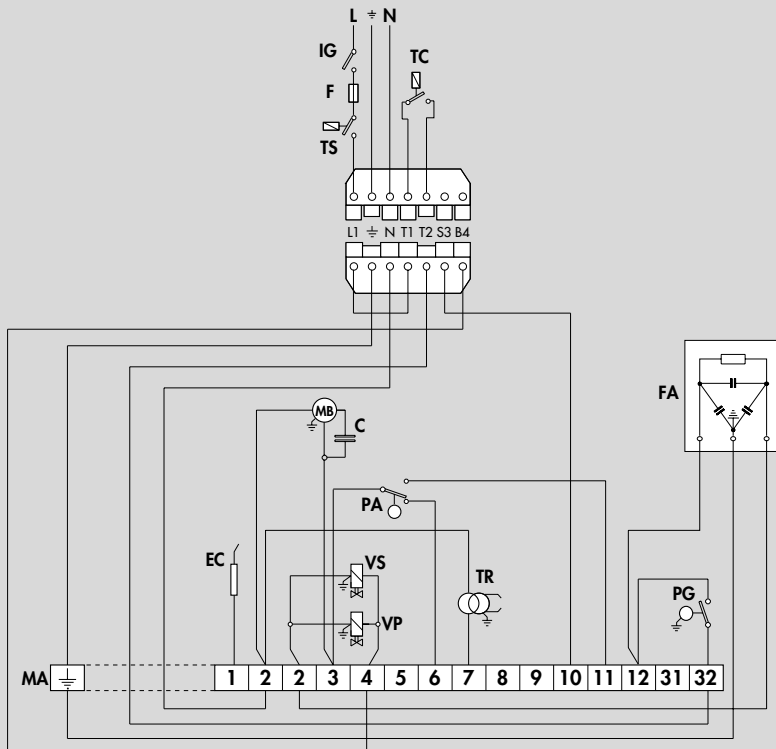 L ⏚ N
IG
TC
F
TS
L1 ⏚ N T1 T2 S3 B4
FA
MB
C
PA
EC
VS
TR
PG
VP
MA
1 2 2 3 4 5 6 7 8 9 10 11 12 31 32